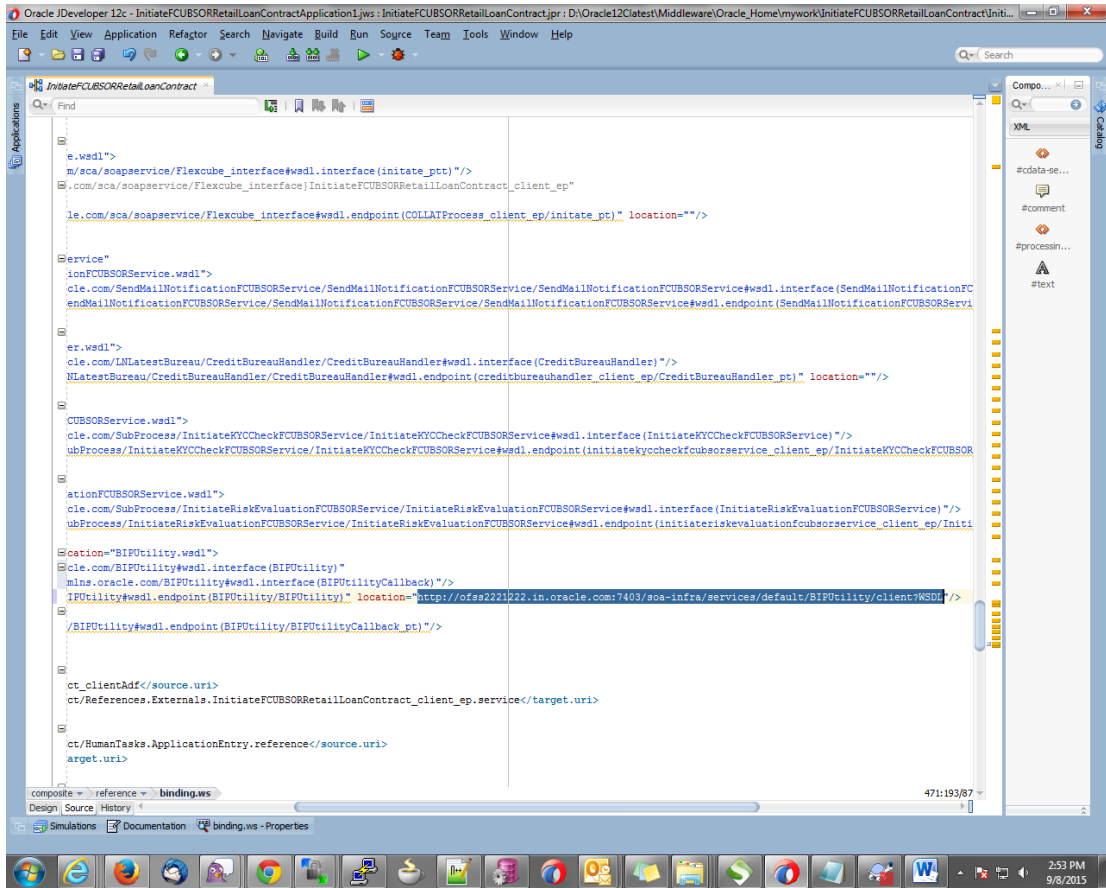 Oracle JDeveloper 12c - InitiateFCUBSORRetailLoanContractApplication1.jws : InitiateFCUBSORRetailLoanContract.jpr : D:\Oracle12Clatest\Middleware\Oracle_Home\mywork\InitiateFCUBSORRetailLoanContract\Initi...
File Edit View Application Refactor Search Navigate Build Run Source Team Tools Window Help
Search
InitiateFCUBSORRetailLoanContract
Compo...
Find
XML
Applications
Catalog
#cdata-se...
#comment
#processin...
#text
e.wsdl">
m/sca/soapservice/Flexcube_interface#wsdl.interface(initate_ptt)"/>
.com/sca/soapservice/Flexcube_interface}InitiateFCUBSORRetailLoanContract_client_ep"
le.com/sca/soapservice/Flexcube_interface#wsdl.endpoint(COLLATProcess_client_ep/initate_pt)" location=""/>
ervice"
ionFCUBSORService.wsdl">
cle.com/SendMailNotificationFCUBSORService/SendMailNotificationFCUBSORService/SendMailNotificationFCUBSORService#wsdl.interface(SendMailNotificationFC
endMailNotificationFCUBSORService/SendMailNotificationFCUBSORService/SendMailNotificationFCUBSORService#wsdl.endpoint(SendMailNotificationFCUBSORServi
er.wsdl">
cle.com/LNLatestBureau/CreditBureauHandler/CreditBureauHandler#wsdl.interface(CreditBureauHandler)"/>
NLatestBureau/CreditBureauHandler/CreditBureauHandler#wsdl.endpoint(creditbureauhandler_client_ep/CreditBureauHandler_pt)" location=""/>
CUBSORService.wsdl">
cle.com/SubProcess/InitiateKYCCheckFCUBSORService/InitiateKYCCheckFCUBSORService#wsdl.interface(InitiateKYCCheckFCUBSORService)"/>
ubProcess/InitiateKYCCheckFCUBSORService/InitiateKYCCheckFCUBSORService#wsdl.endpoint(initiatekyccheckfcubsorservice_client_ep/InitiateKYCCheckFCUBSOR
ationFCUBSORService.wsdl">
cle.com/SubProcess/InitiateRiskEvaluationFCUBSORService/InitiateRiskEvaluationFCUBSORService#wsdl.interface(InitiateRiskEvaluationFCUBSORService)"/>
ubProcess/InitiateRiskEvaluationFCUBSORService/InitiateRiskEvaluationFCUBSORService#wsdl.endpoint(initiateriskevaluationfcubsorservice_client_ep/Initi
cation="BIPUtility.wsdl">
cle.com/BIPUtility#wsdl.interface(BIPUtility)"
mlns.oracle.com/BIPUtility#wsdl.interface(BIPUtilityCallback)"/>
IPUtility#wsdl.endpoint(BIPUtility/BIPUtility)" location="http://ofss2221222.in.oracle.com:7403/soa-infra/services/default/BIPUtility/client?WSDL"/>
/BIPUtility#wsdl.endpoint(BIPUtility/BIPUtilityCallback_pt)"/>
ct_clientAdf</source.uri>
ct/References.Externals.InitiateFCUBSORRetailLoanContract_client_ep.service</target.uri>
ct/HumanTasks.ApplicationEntry.reference</source.uri>
arget.uri>
composite reference binding.ws
471:193/87
Design Source History
Simulations Documentation binding.ws - Properties
2:53 PM
9/8/2015